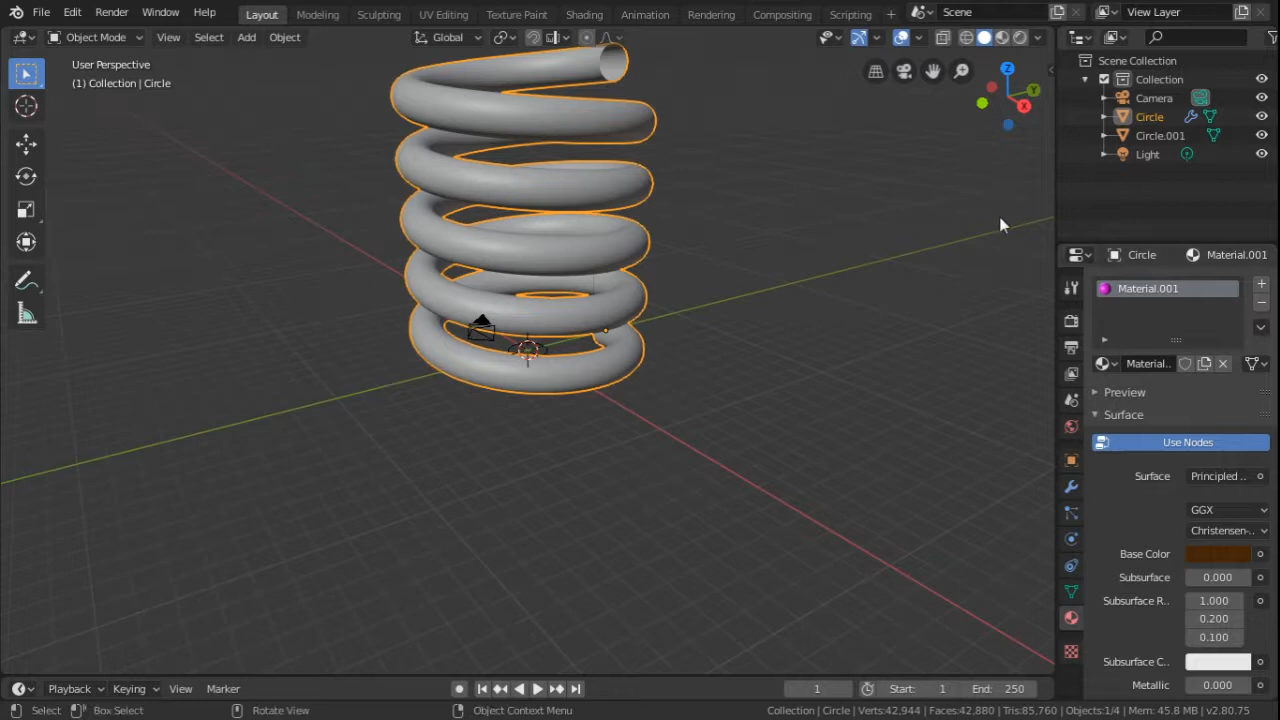 File Edit Render Window Help Layout Modeling Sculpting UV Editing Texture Paint Shading Animation Rendering Compositing Scripting + Scene View Layer
Object Mode View Select Add Object Global
User Perspective
(1) Collection | Circle
Z
Y
X
Scene Collection
Collection
Camera
Circle
Circle.001
Light
Circle Material.001
Material.001
Material..
Preview
Surface
Use Nodes
Surface Principled ..
GGX
Christensen-..
Base Color
Subsurface 0.000
Subsurface R.. 1.000
0.200
0.100
Subsurface C..
Metallic 0.000
Playback Keying View Marker 1 Start: 1 End: 250
Select Box Select Rotate View Object Context Menu Collection | Circle | Verts:42,944 | Faces:42,880 | Tris:85,760 | Objects:1/4 | Mem: 45.8 MB | v2.80.75